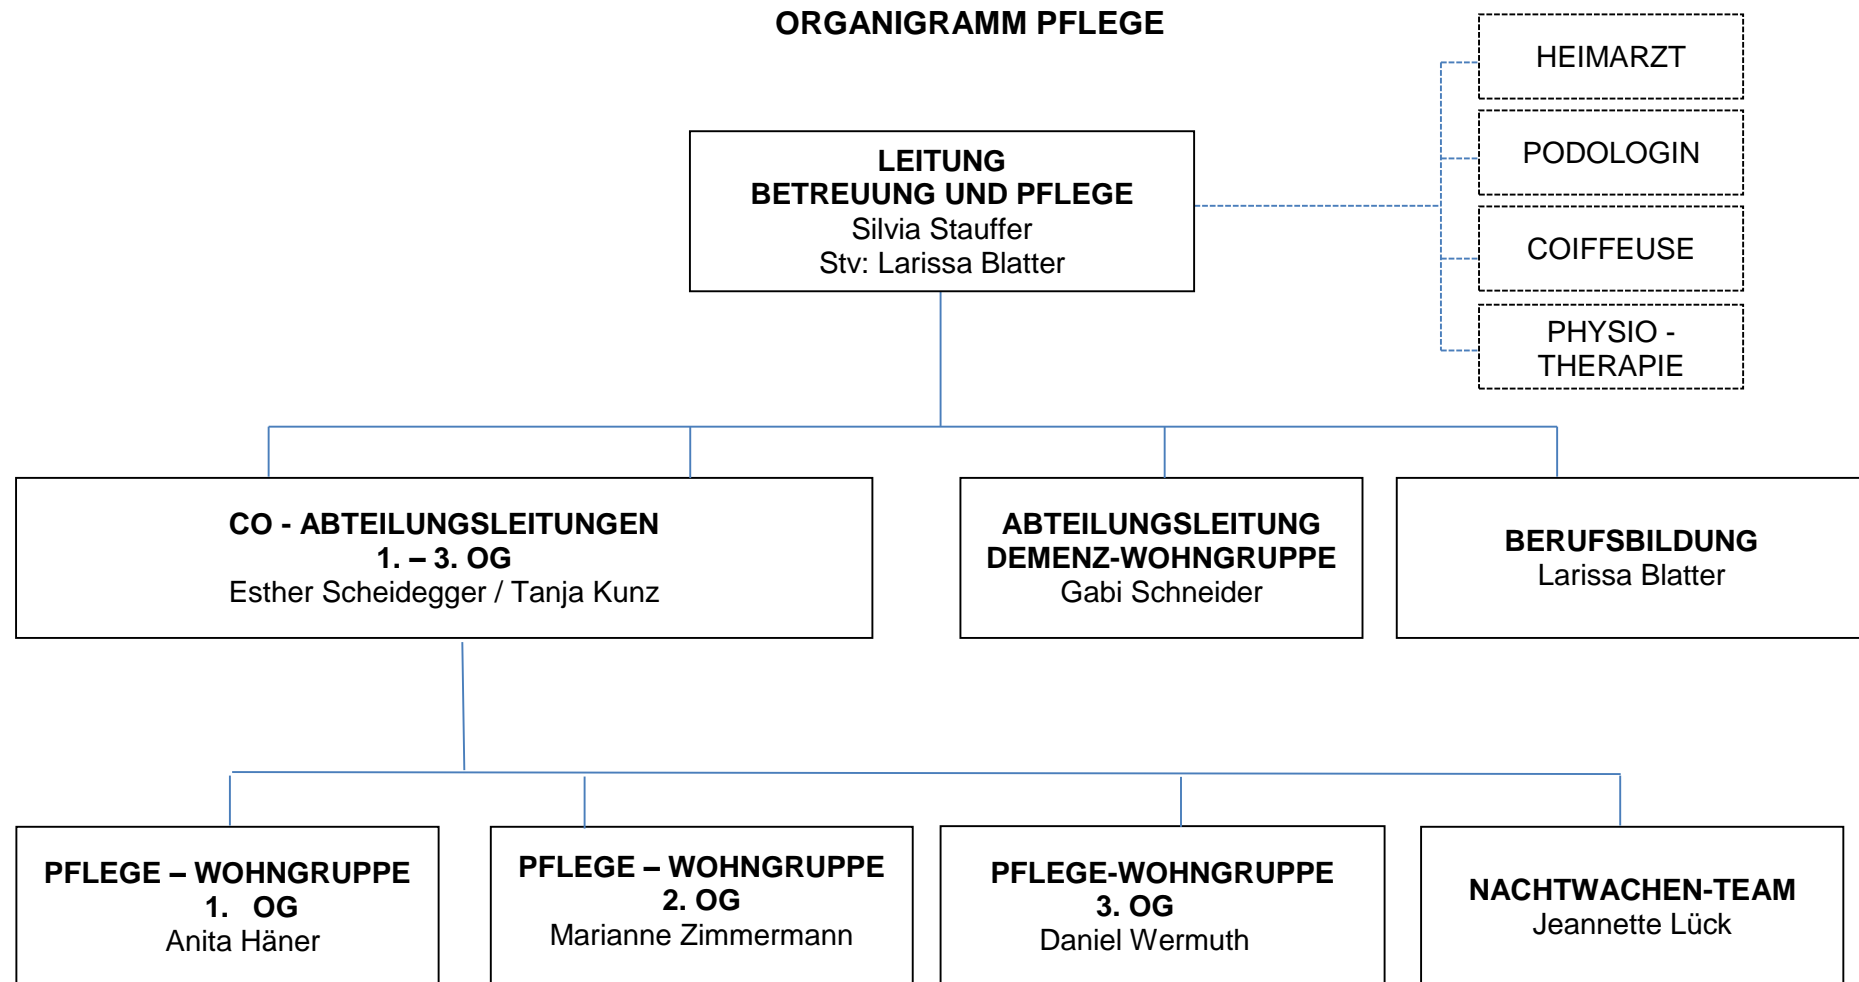 ORGANIGRAMM PFLEGE
HEIMARZT
PODOLOGIN
COIFFEUSE
PHYSIO -
THERAPIE
LEITUNG
BETREUUNG UND PFLEGE
Silvia Stauffer
Stv: Larissa Blatter
CO - ABTEILUNGSLEITUNGEN
1. – 3. OG
Esther Scheidegger / Tanja Kunz
ABTEILUNGSLEITUNG
DEMENZ-WOHNGRUPPE
Gabi Schneider
BERUFSBILDUNG
Larissa Blatter
PFLEGE – WOHNGRUPPE
1. OG
Anita Häner
PFLEGE – WOHNGRUPPE
2. OG
Marianne Zimmermann
PFLEGE-WOHNGRUPPE
3. OG
Daniel Wermuth
NACHTWACHEN-TEAM
Jeannette Lück